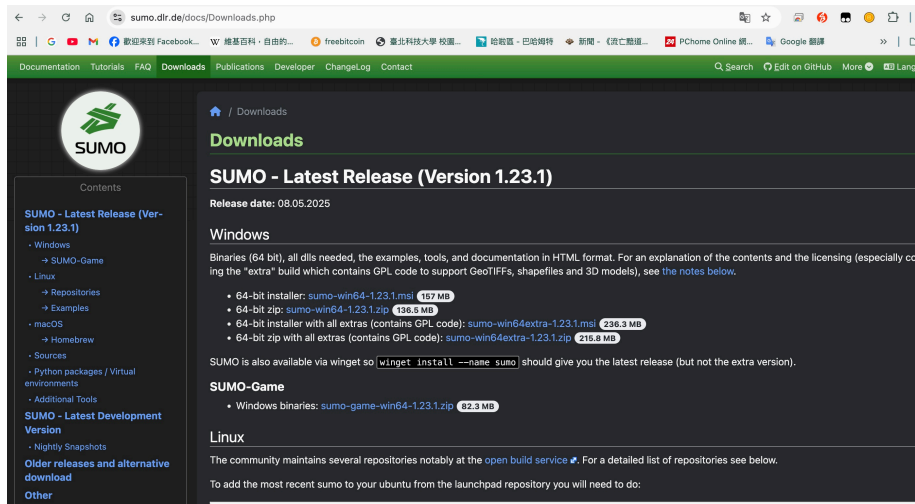 sumo.dlr.de/docs/Downloads.php
G 歡迎來到 Facebook... W 維基百科，自由的... freebitcoin 臺北科技大學 校園... 哈啦區 - 巴哈姆特 新聞 - 《流亡黯道... 24 PChome Online 網... Google 翻譯 »
Documentation Tutorials FAQ Downloads Publications Developer ChangeLog Contact Search Edit on GitHub More Lang
SUMO
/ Downloads
Downloads
SUMO - Latest Release (Version 1.23.1)
Release date: 08.05.2025
Windows
Binaries (64 bit), all dlls needed, the examples, tools, and documentation in HTML format. For an explanation of the contents and the licensing (especially co
ing the "extra" build which contains GPL code to support GeoTIFFs, shapefiles and 3D models), see the notes below.
• 64-bit installer: sumo-win64-1.23.1.msi 157 MB
• 64-bit zip: sumo-win64-1.23.1.zip 136.5 MB
• 64-bit installer with all extras (contains GPL code): sumo-win64extra-1.23.1.msi 236.3 MB
• 64-bit zip with all extras (contains GPL code): sumo-win64extra-1.23.1.zip 215.8 MB
SUMO is also available via winget so winget install --name sumo should give you the latest release (but not the extra version).
SUMO-Game
• Windows binaries: sumo-game-win64-1.23.1.zip 82.3 MB
Linux
The community maintains several repositories notably at the open build service. For a detailed list of repositories see below.
To add the most recent sumo to your ubuntu from the launchpad repository you will need to do:
Contents
SUMO - Latest Release (Ver-
sion 1.23.1)
• Windows
→ SUMO-Game
• Linux
→ Repositories
→ Examples
• macOS
→ Homebrew
• Sources
• Python packages / Virtual
environments
• Additional Tools
SUMO - Latest Development
Version
• Nightly Snapshots
Older releases and alternative
download
Other